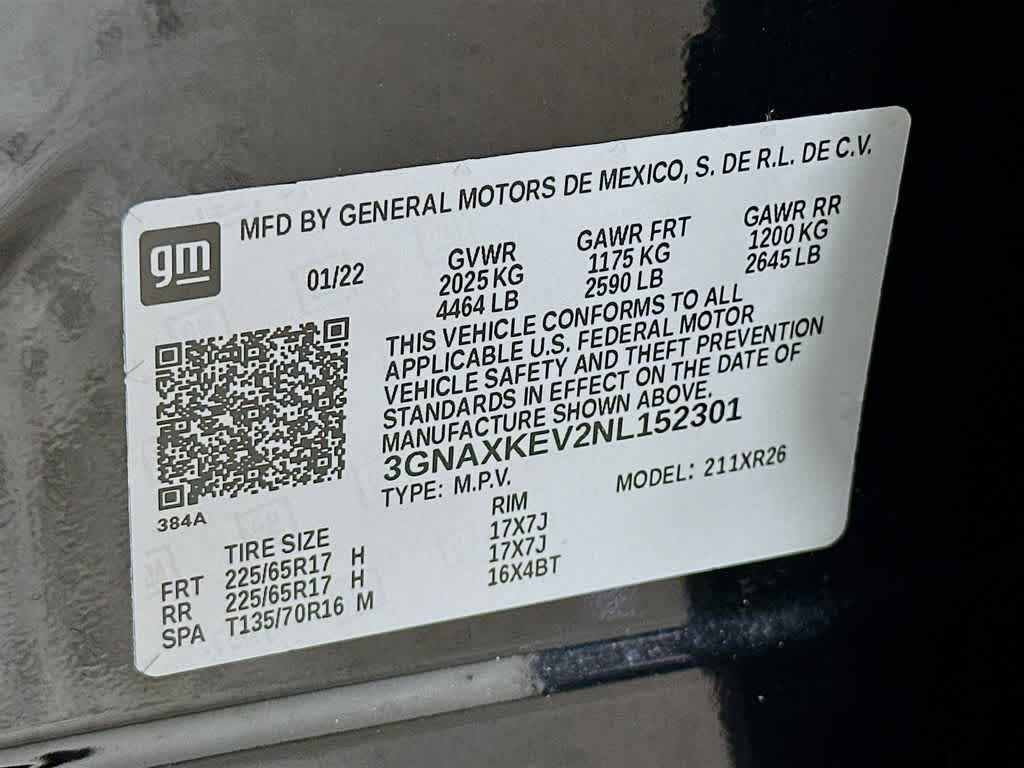 MFD BY GENERAL MOTORS DE MEXICO, S. DE R.L. DE C.V.
gm
01/22
GVWR
2025 KG
4464 LB
GAWR FRT
1175 KG
2590 LB
GAWR RR
1200 KG
2645 LB
THIS VEHICLE CONFORMS TO ALL
APPLICABLE U.S. FEDERAL MOTOR
VEHICLE SAFETY AND THEFT PREVENTION
STANDARDS IN EFFECT ON THE DATE OF
MANUFACTURE SHOWN ABOVE.
3GNAXKEV2NL152301
TYPE: M.P.V. MODEL: 211XR26
384A
TIRE SIZE RIM
FRT 225/65R17 H 17X7J
RR 225/65R17 H 17X7J
SPA T135/70R16 M 16X4BT